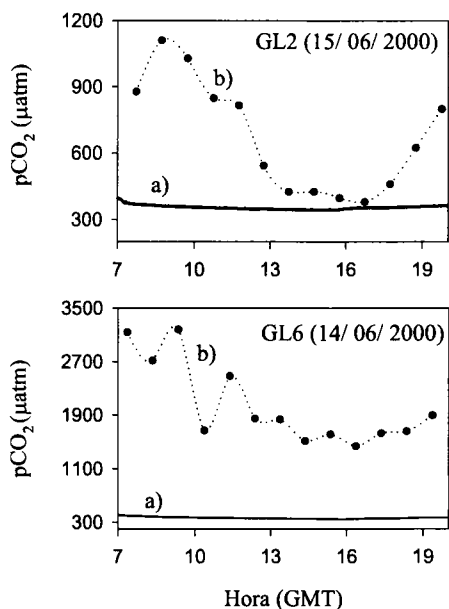 GL2 (15/ 06/ 2000)
1200
900
600
300
pCO₂ (µatm)
b)
a)
7 10 13 16 19
GL6 (14/ 06/ 2000)
3500
2700
1900
1100
300
pCO₂ (µatm)
b)
a)
7 10 13 16 19
Hora (GMT)